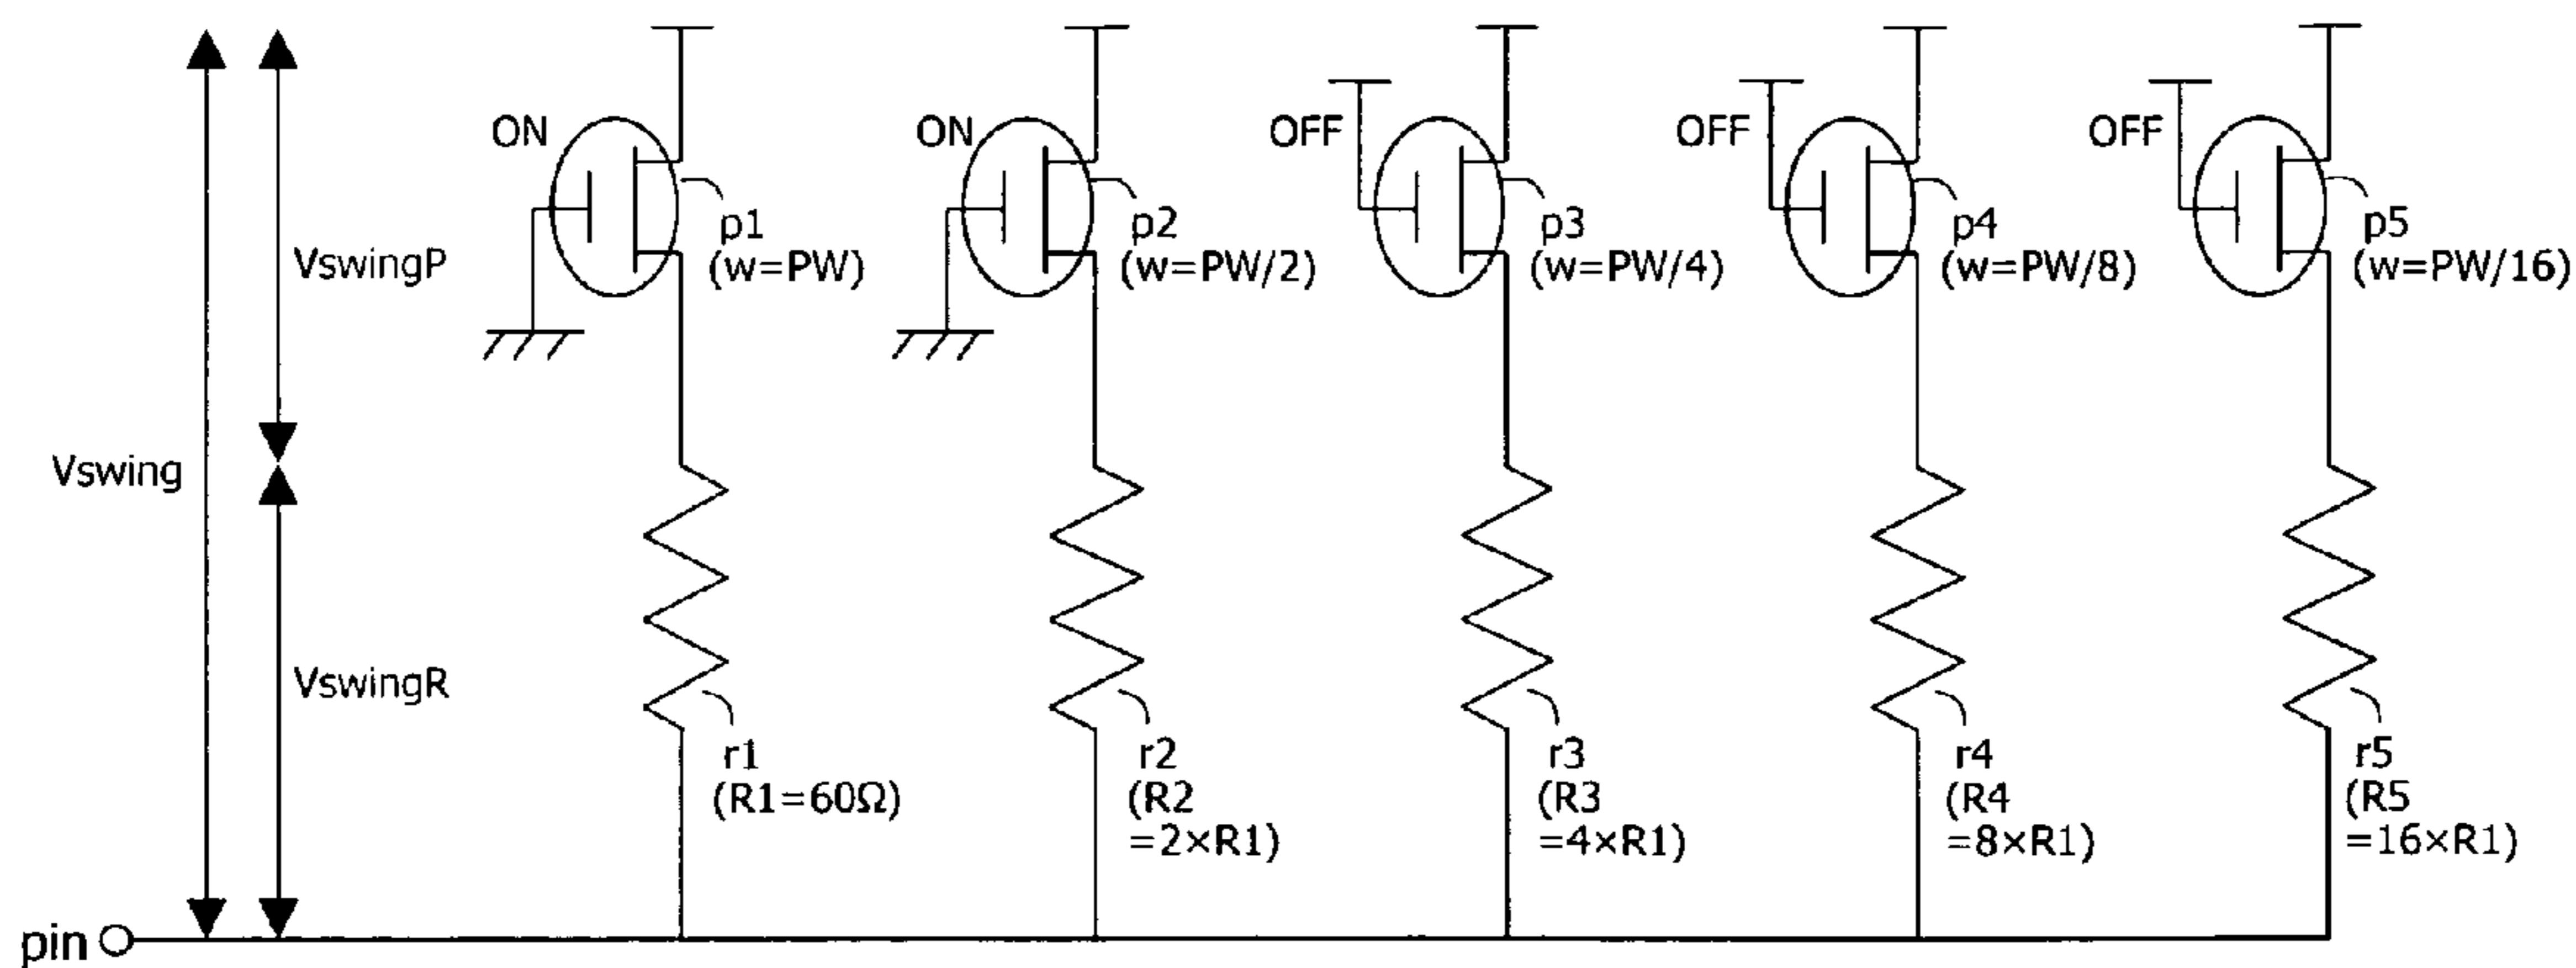 ON
ON
OFF
OFF
OFF
p1
(w=PW)
p2
(w=PW/2)
p3
(w=PW/4)
p4
(w=PW/8)
p5
(w=PW/16)
VswingP
Vswing
VswingR
r1
(R1=60Ω)
r2
(R2
=2×R1)
r3
(R3
=4×R1)
r4
(R4
=8×R1)
r5
(R5
=16×R1)
pin